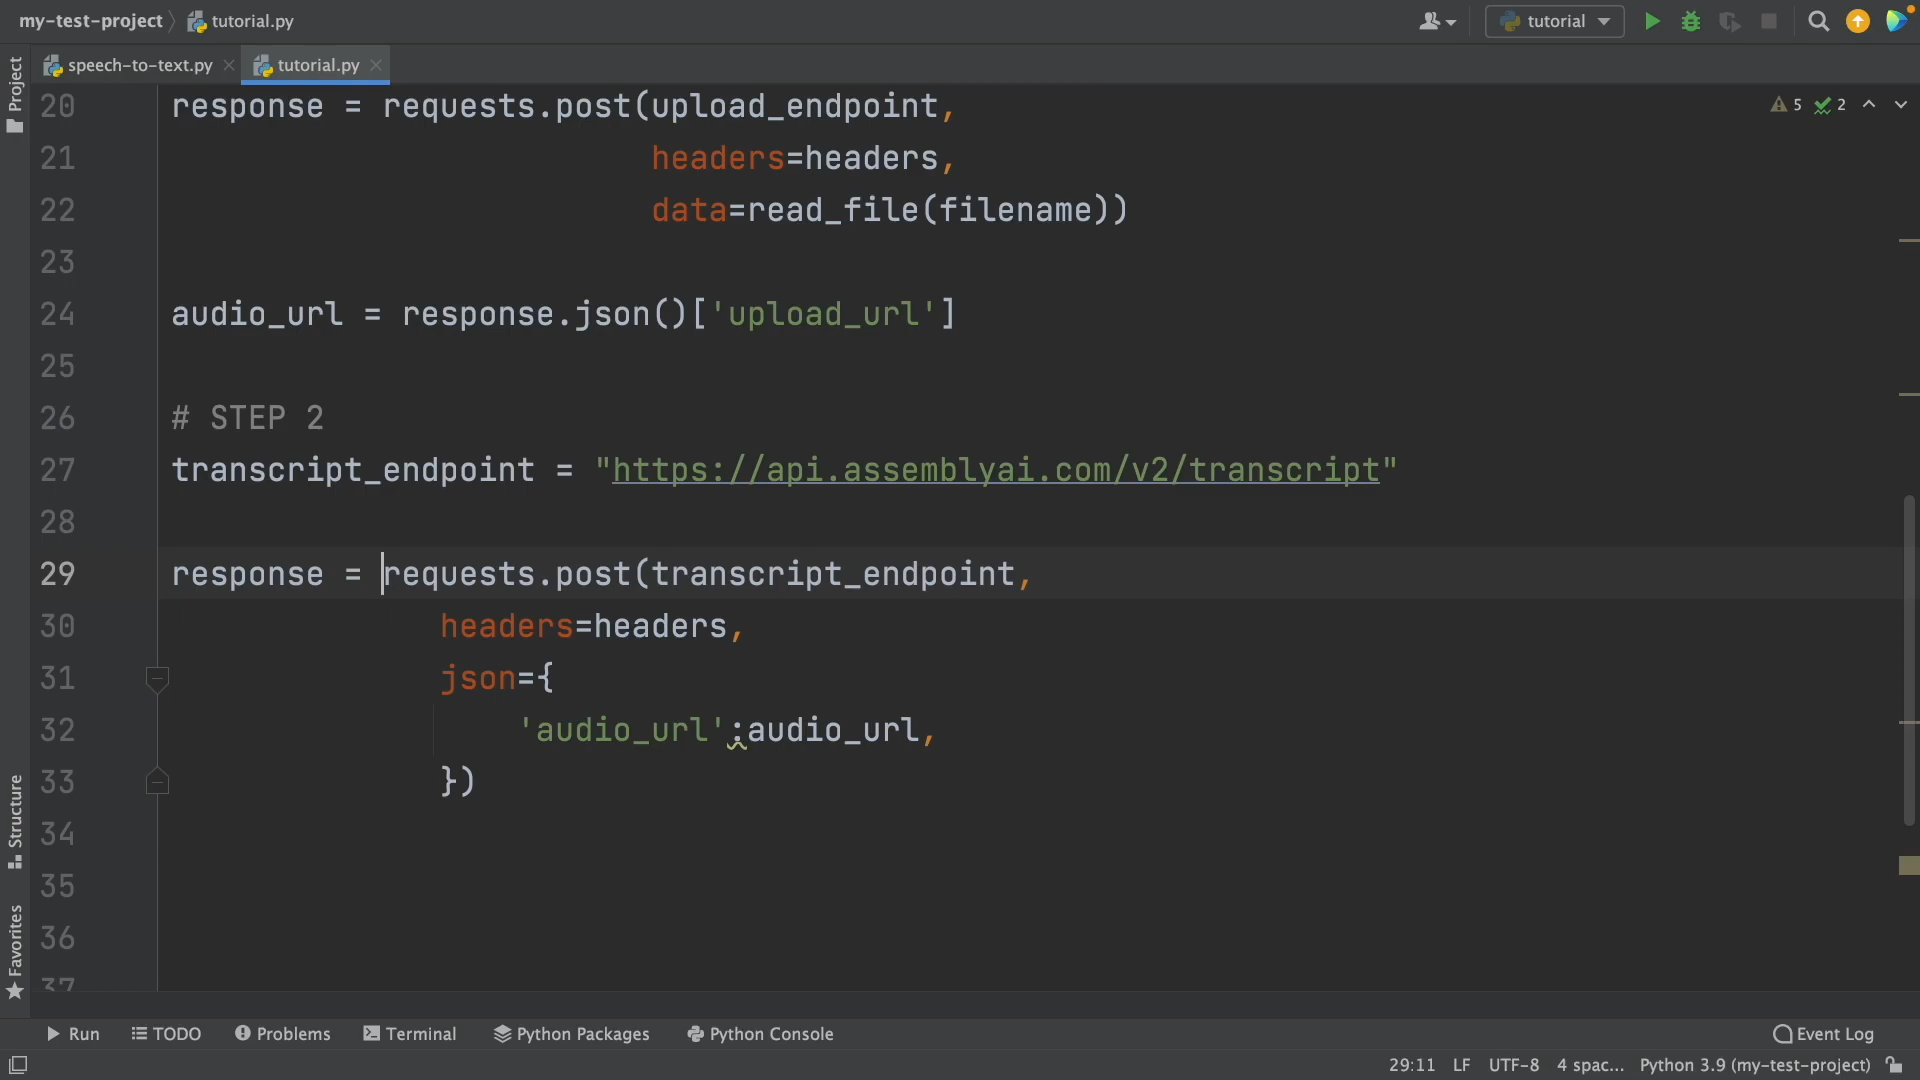 my-test-project tutorial.py
tutorial
speech-to-text.py tutorial.py
Project
5 2
20 response = requests.post(upload_endpoint,
21 headers=headers,
22 data=read_file(filename))
23
24 audio_url = response.json()['upload_url']
25
26 # STEP 2
27 transcript_endpoint = "https://api.assemblyai.com/v2/transcript"
28
29 response = requests.post(transcript_endpoint,
30 headers=headers,
31 json={
32 'audio_url':audio_url,
33 })
34
35
36
37
Structure
Favorites
Run TODO Problems Terminal Python Packages Python Console Event Log
29:11 LF UTF-8 4 spac... Python 3.9 (my-test-project)